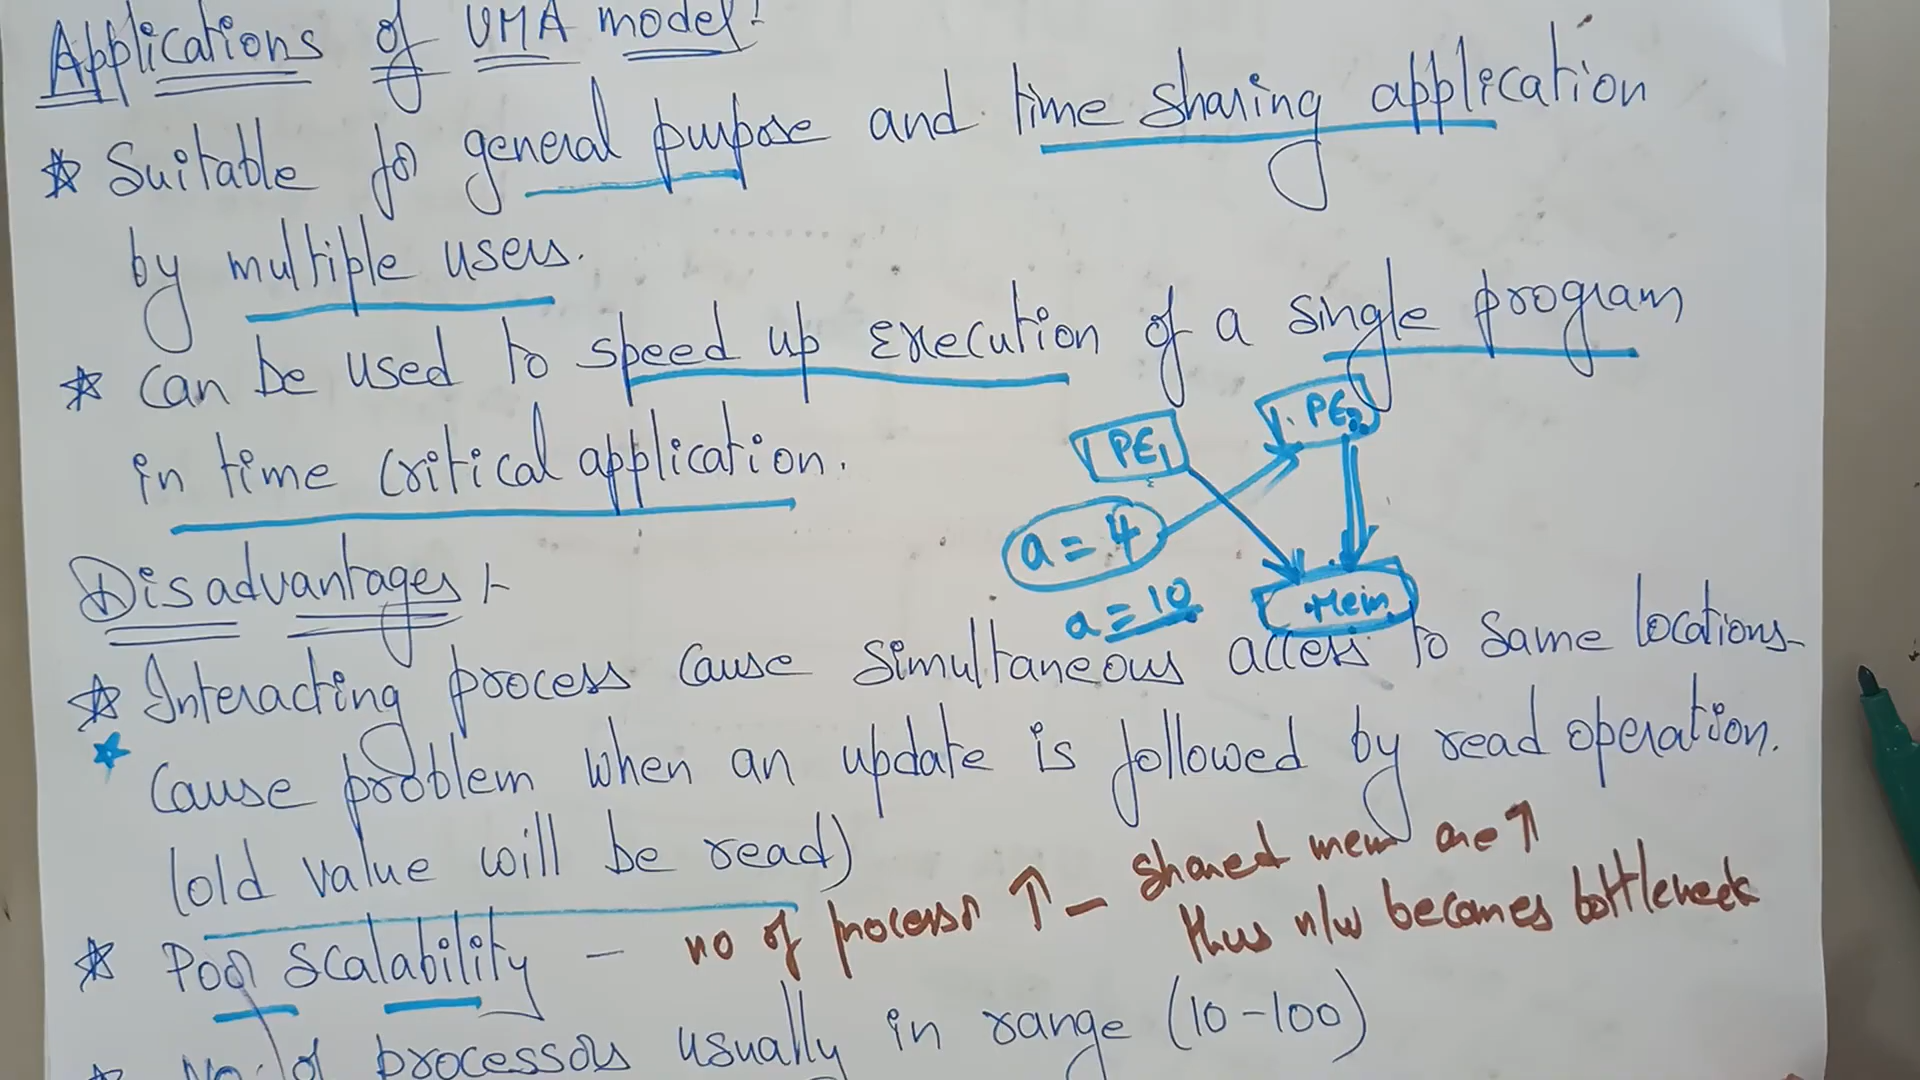 Applications of UMA model:
☆ Suitable for general purpose and time sharing application
by multiple users.
☆ Can be used to speed up execution of a single program
in time critical application.
PE1
PE2
a = 4
a = 10
Mem
Disadvantages :-
☆ Interacting process cause simultaneous access to same locations-
★ Cause problem when an update is followed by read operation.
(old value will be read)
☆ Poor Scalability - no of processor ↑ - shared mem are ↑
thus n/w becomes bottleneck
☆ No. of processors usually in range (10-100)